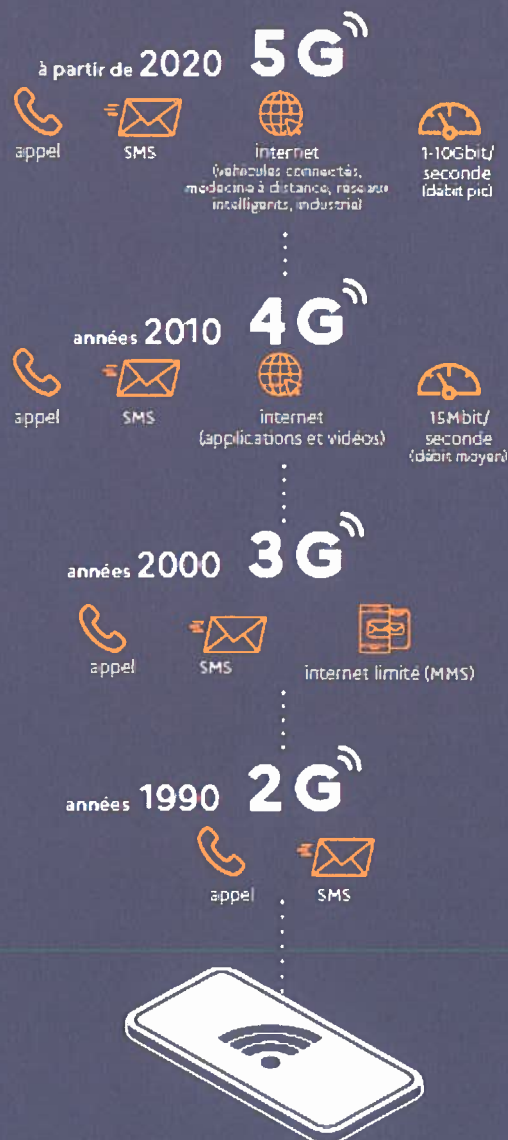 à partir de 2020 5G
appel
SMS
internet
(véhicules connectés,
médecine à distance, réseaux
intelligents, industrie)
1-10Gbit/
seconde
(débit pic)
années 2010 4G
appel
SMS
internet
(applications et vidéos)
15Mbit/
seconde
(débit moyen)
années 2000 3G
appel
SMS
internet limité (MMS)
années 1990 2G
appel
SMS